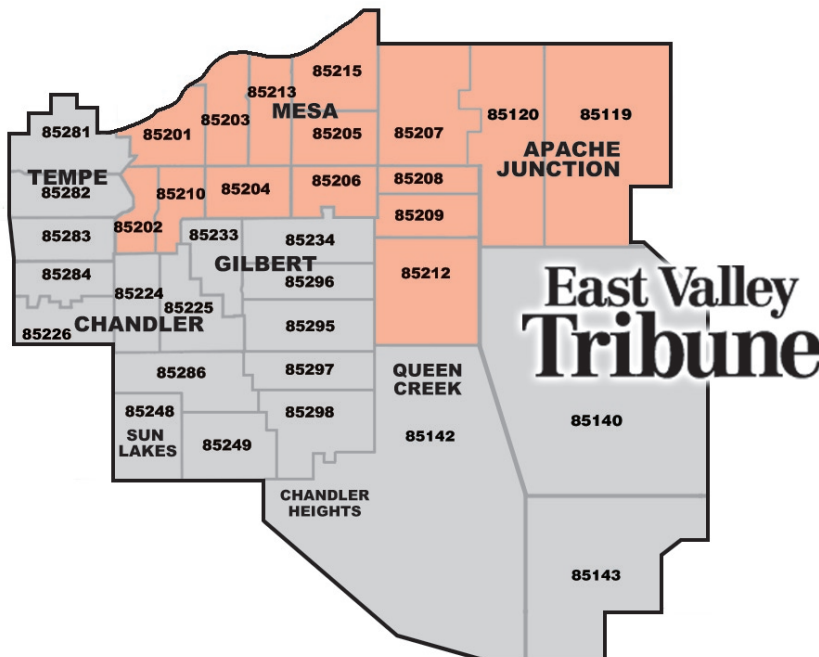 85215
85213
MESA
85281
85201
85203
85205
85207
85120
85119
APACHE
JUNCTION
TEMPE
85282
85210
85204
85206
85208
85202
85209
85283
85233
85234
GILBERT
85284
85224
85225
85296
85212
East Valley
Tribune
85226
CHANDLER
85295
85286
85297
QUEEN
CREEK
85248
85298
SUN
LAKES
85249
85142
85140
CHANDLER
HEIGHTS
85143